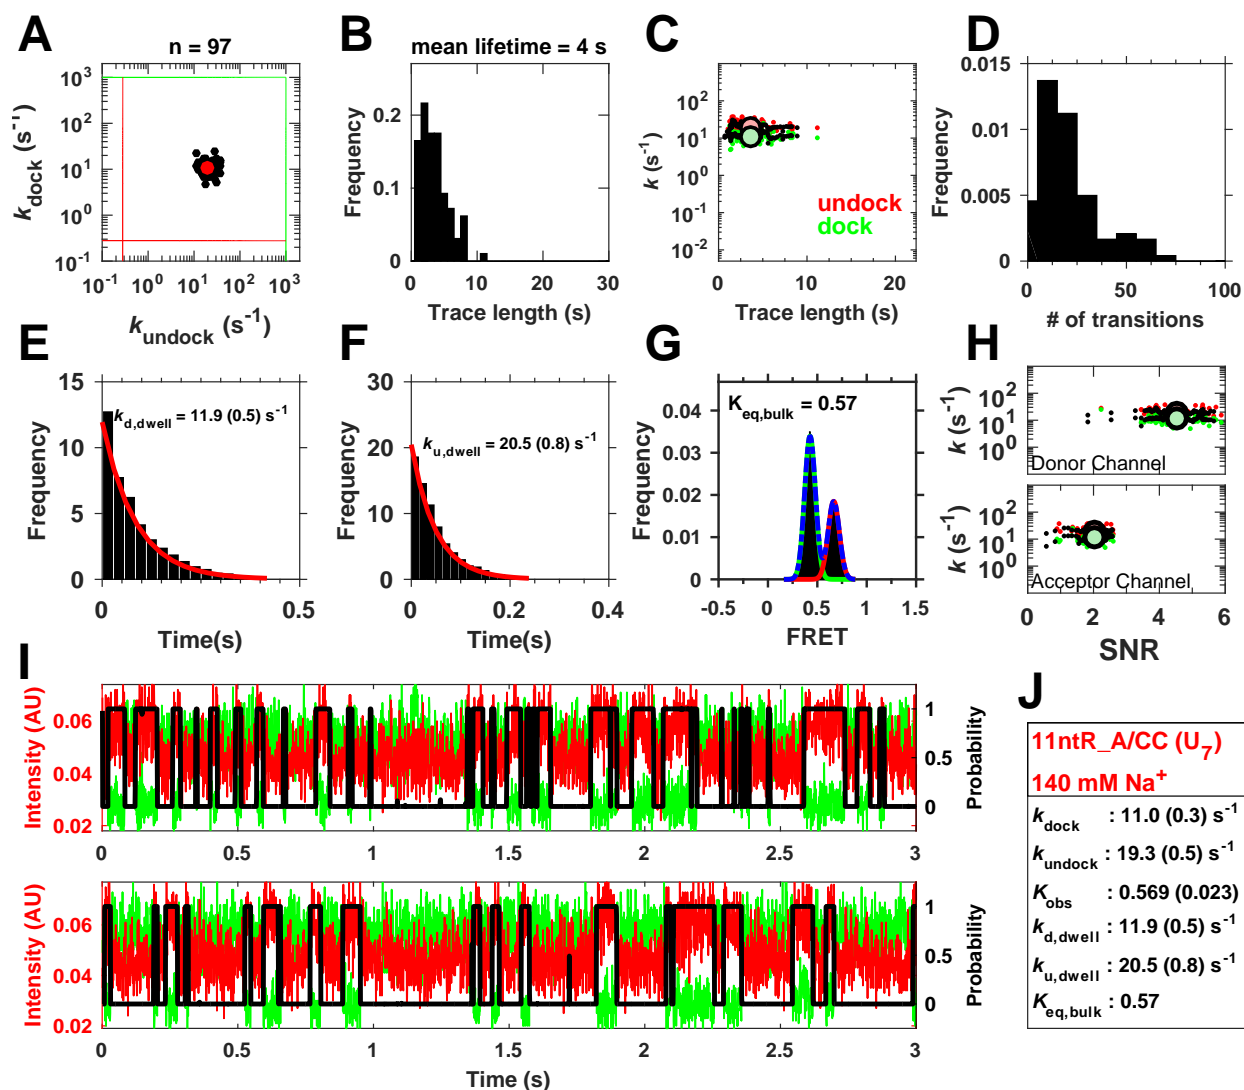 A
n = 97
k_dock (s⁻¹)
10³
10²
10¹
10⁰
10⁻¹
10⁻¹ 10⁰ 10¹ 10² 10³
k_undock (s⁻¹)
B
mean lifetime = 4 s
Frequency
0.2
0.1
0
0 10 20 30
Trace length (s)
C
k (s⁻¹)
10²
10¹
10⁰
10⁻¹
10⁻²
undock
dock
0 10 20
Trace length (s)
D
Frequency
0.015
0.01
0.005
0
0 50 100
# of transitions
E
Frequency
15
10
5
0
k_d,dwell = 11.9 (0.5) s⁻¹
0 0.5
Time(s)
F
Frequency
30
20
10
0
k_u,dwell = 20.5 (0.8) s⁻¹
0 0.2 0.4
Time(s)
G
Frequency
0.04
0.03
0.02
0.01
0
K_eq,bulk = 0.57
-0.5 0 0.5 1 1.5
FRET
H
k (s⁻¹)
10²
10¹
10⁰
Donor Channel
k (s⁻¹)
10²
10¹
10⁰
Acceptor Channel
0 2 4 6
SNR
I
Intensity (AU)
0.06
0.04
0.02
1
0.5
0
Probability
0 0.5 1 1.5 2 2.5 3
Intensity (AU)
0.06
0.04
0.02
1
0.5
0
Probability
0 0.5 1 1.5 2 2.5 3
Time (s)
J
11ntR_A/CC (U₇)
140 mM Na⁺
k_dock : 11.0 (0.3) s⁻¹
k_undock : 19.3 (0.5) s⁻¹
K_obs : 0.569 (0.023)
k_d,dwell : 11.9 (0.5) s⁻¹
k_u,dwell : 20.5 (0.8) s⁻¹
K_eq,bulk : 0.57